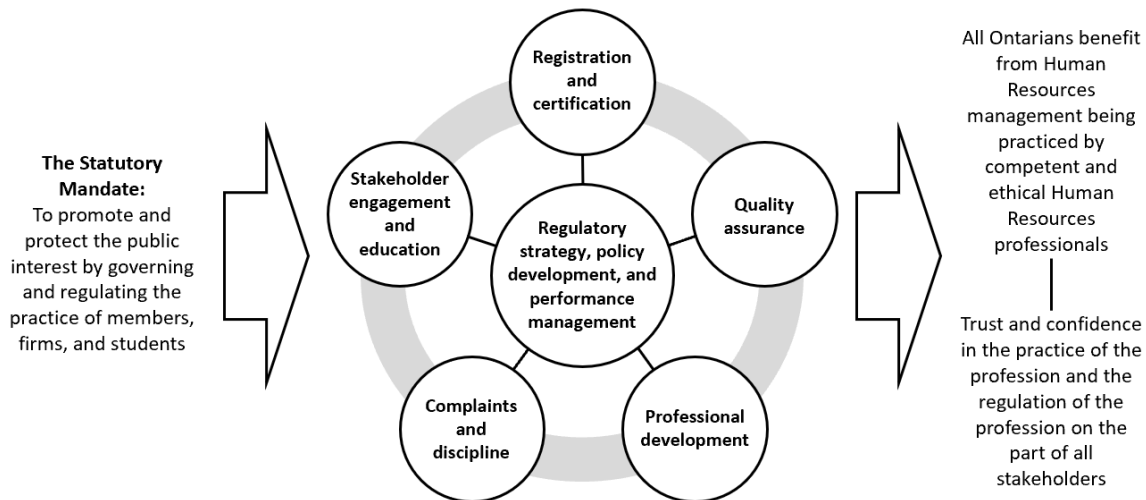 The Statutory
Mandate:
To promote and
protect the public
interest by governing
and regulating the
practice of members,
firms, and students
Registration
and
certification
Stakeholder
engagement
and
education
Quality
assurance
Regulatory
strategy, policy
development, and
performance
management
Complaints
and
discipline
Professional
development
All Ontarians benefit
from Human
Resources
management being
practiced by
competent and
ethical Human
Resources
professionals
Trust and confidence
in the practice of the
profession and the
regulation of the
profession on the
part of all
stakeholders